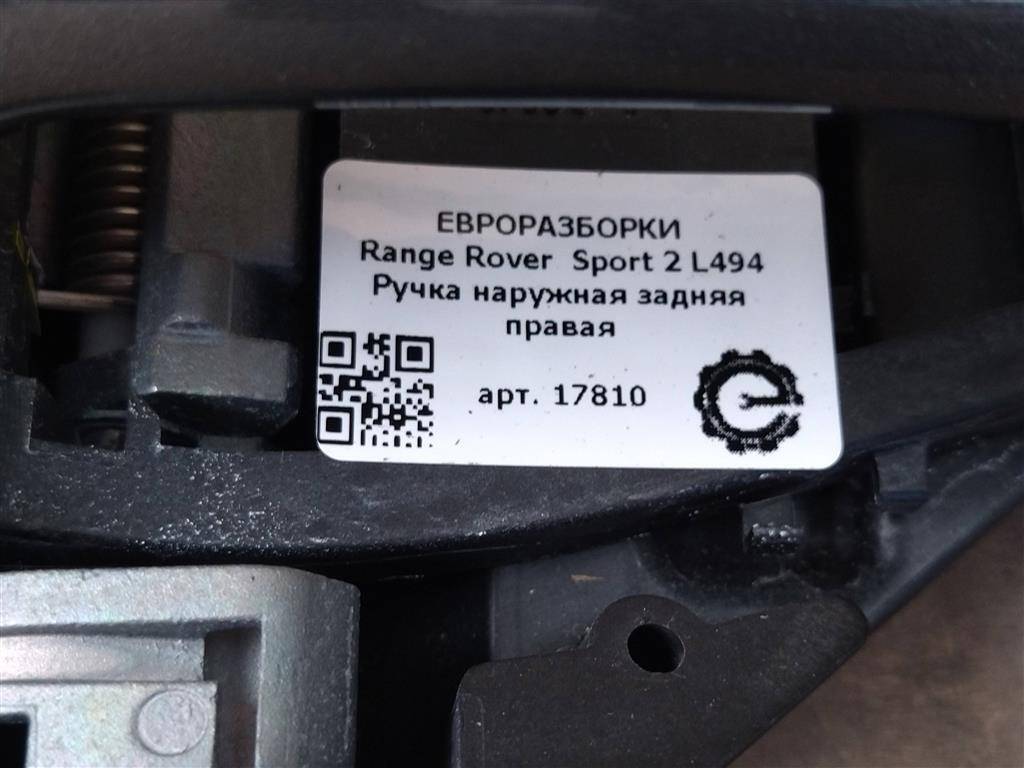 ЕВРОРАЗБОРКИ
Range Rover Sport 2 L494
Ручка наружная задняя
правая
арт. 17810